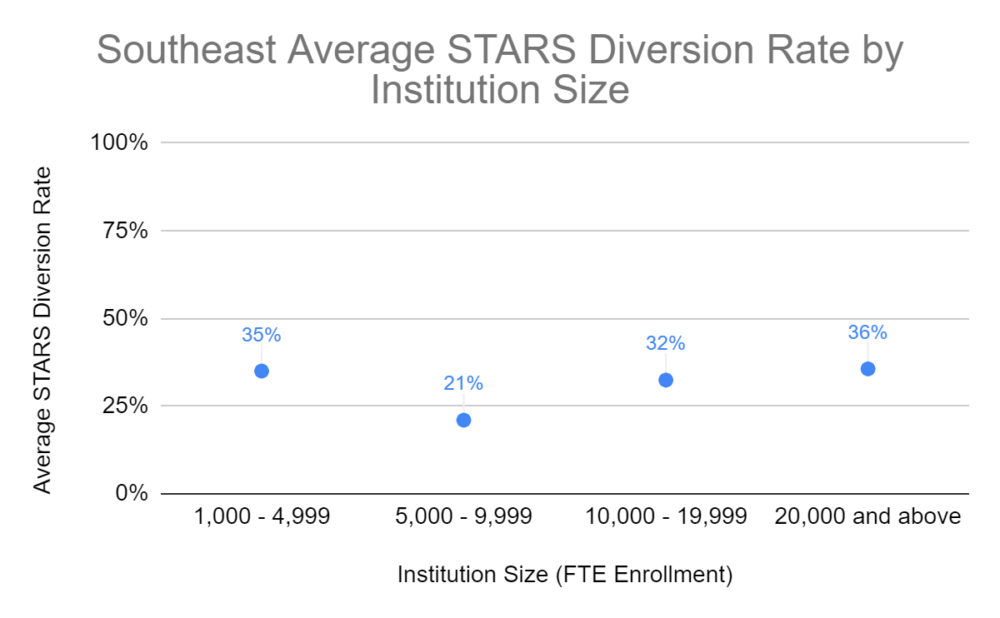 Southeast Average STARS Diversion Rate by
Institution Size
Average STARS Diversion Rate
100%
75%
50%
25%
0%
35%
21%
32%
36%
1,000 - 4,999
5,000 - 9,999
10,000 - 19,999
20,000 and above
Institution Size (FTE Enrollment)